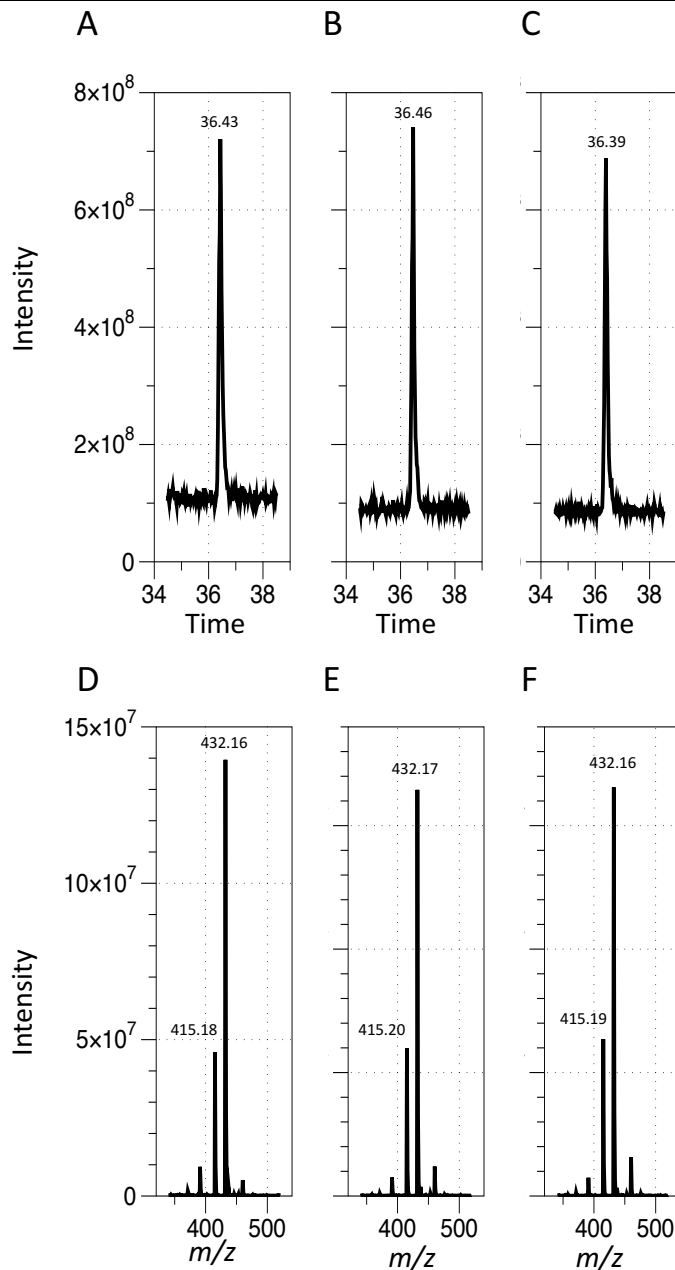 A B C
8×10⁸
36.43 36.46 36.39
6×10⁸
Intensity
4×10⁸
2×10⁸
0
34 36 38 34 36 38 34 36 38
Time Time Time
D E F
15×10⁷
432.16 432.17 432.16
10×10⁷
Intensity
415.18 415.20 415.19
5×10⁷
0
400 500 400 500 400 500
m/z m/z m/z